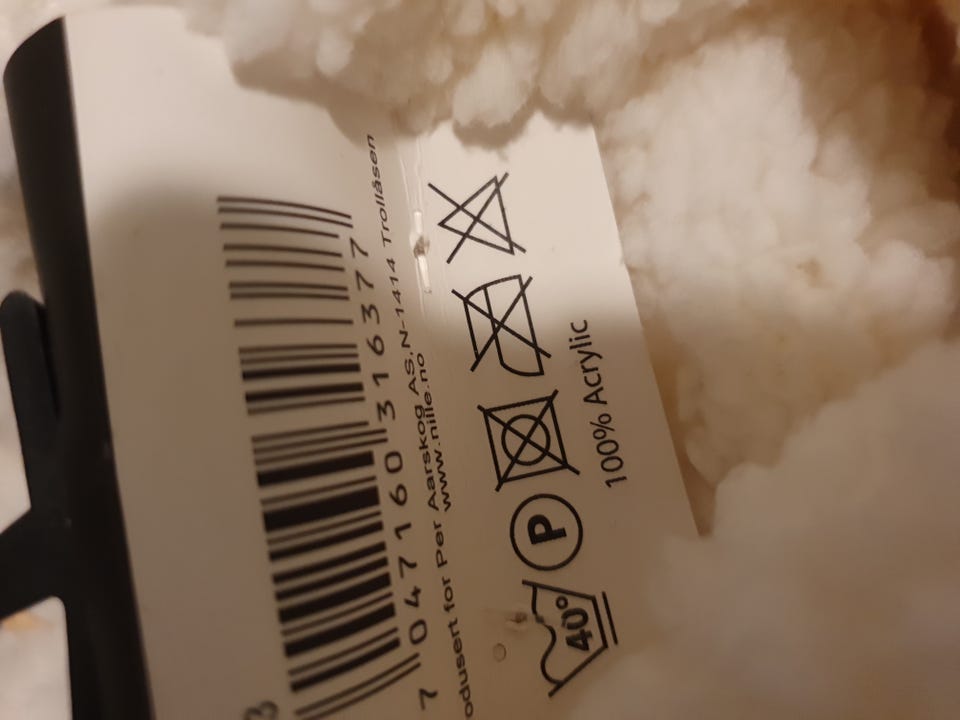 7 047160 316377
odusert for Per Aarskog AS,N-1414 Trollåsen
www.nille.no
40° P
100% Acrylic